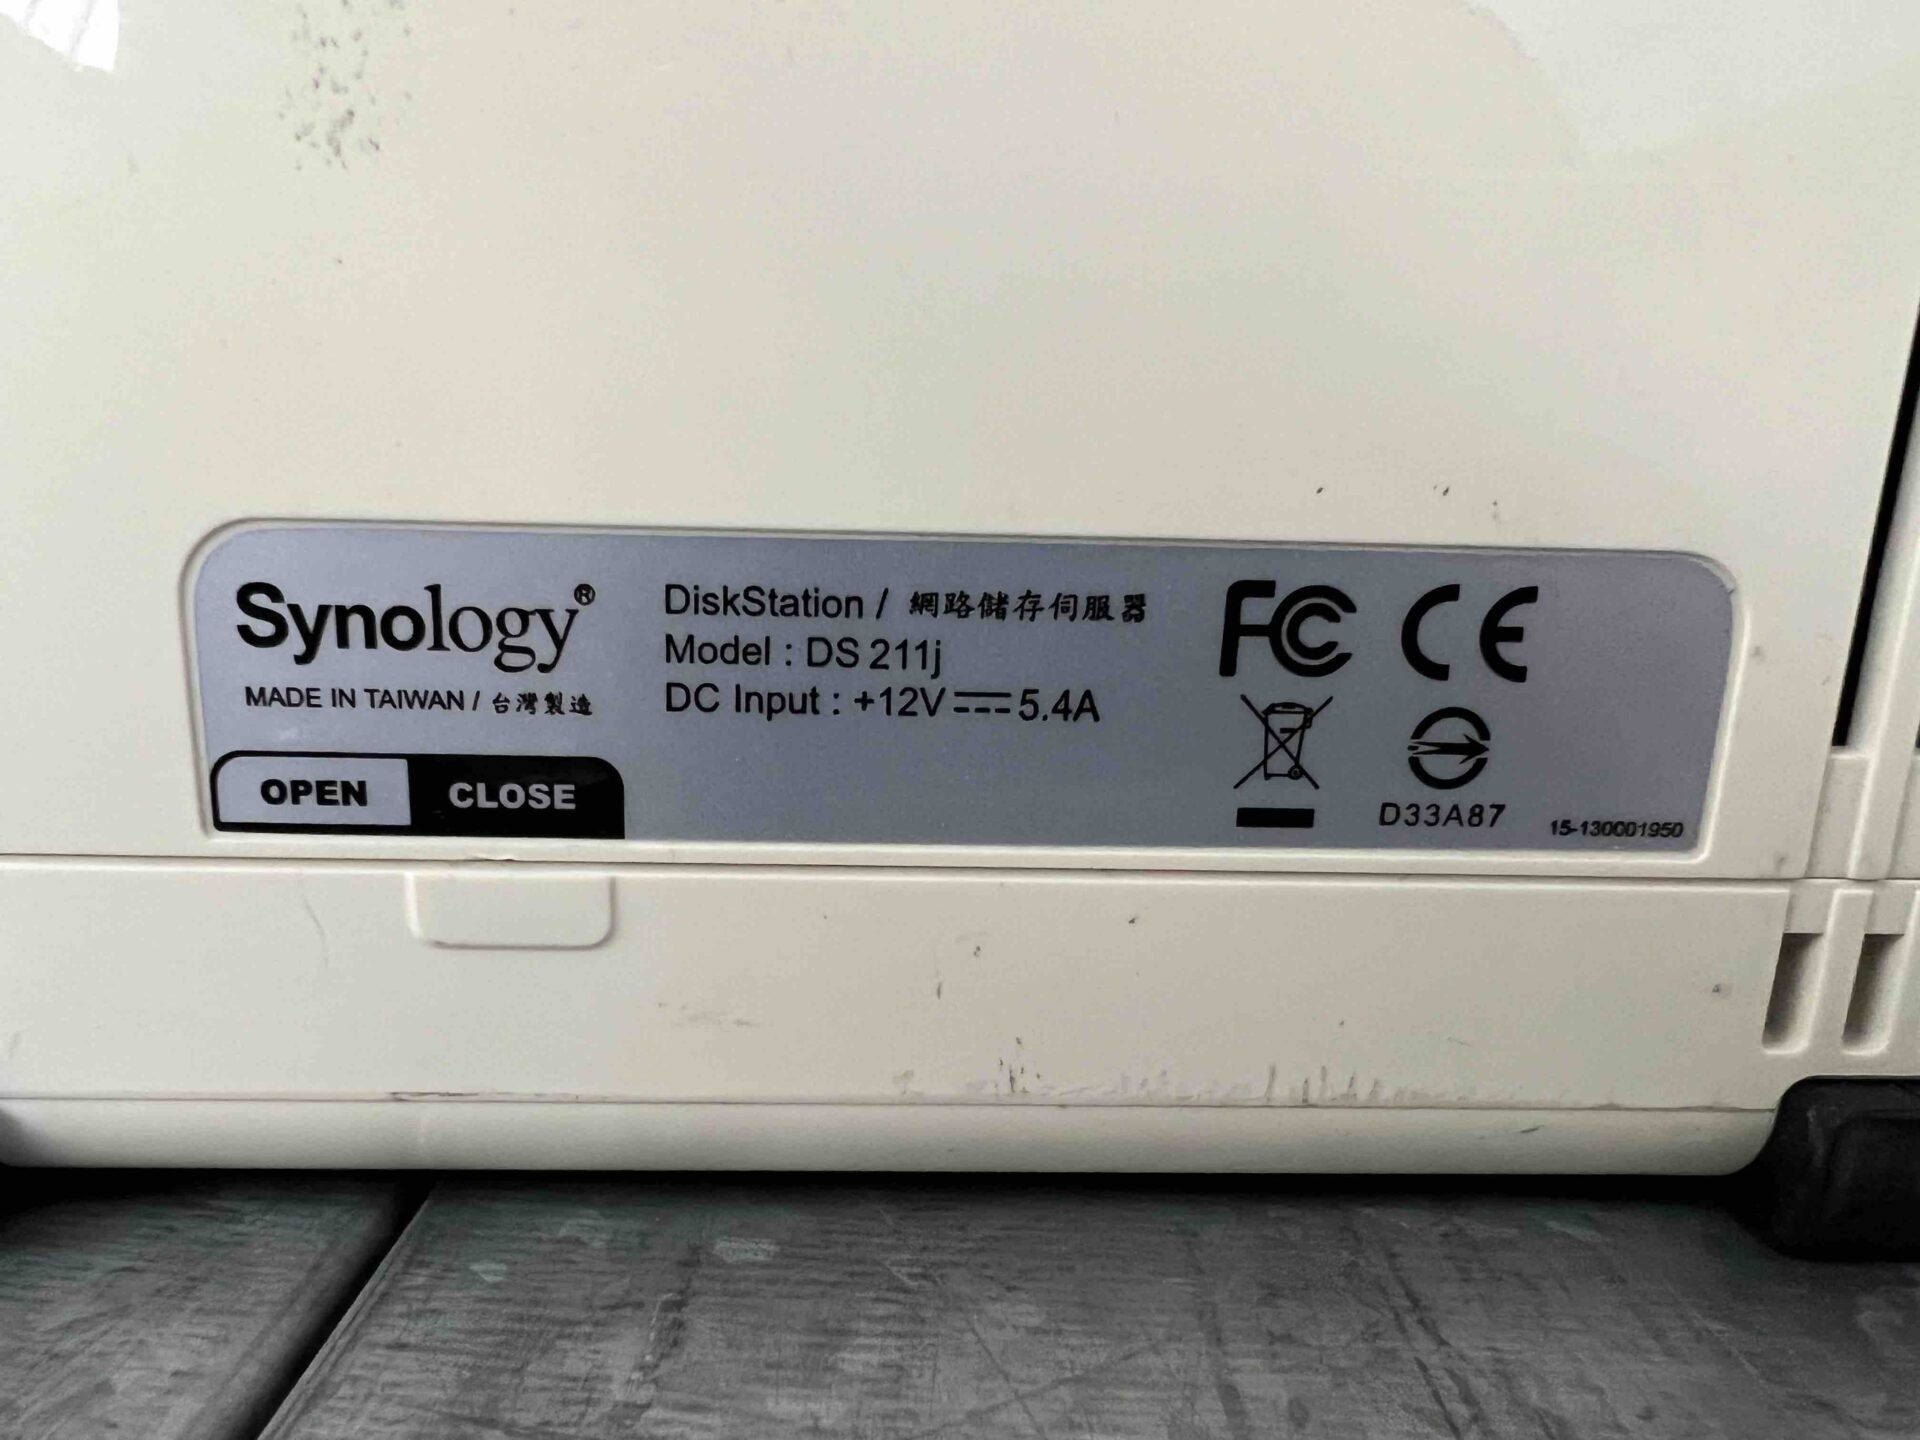 Synology®
MADE IN TAIWAN / 台灣製造
OPEN CLOSE
DiskStation / 網路儲存伺服器
Model : DS 211j
DC Input : +12V⎓5.4A
FC CE
D33A87
15-130001950